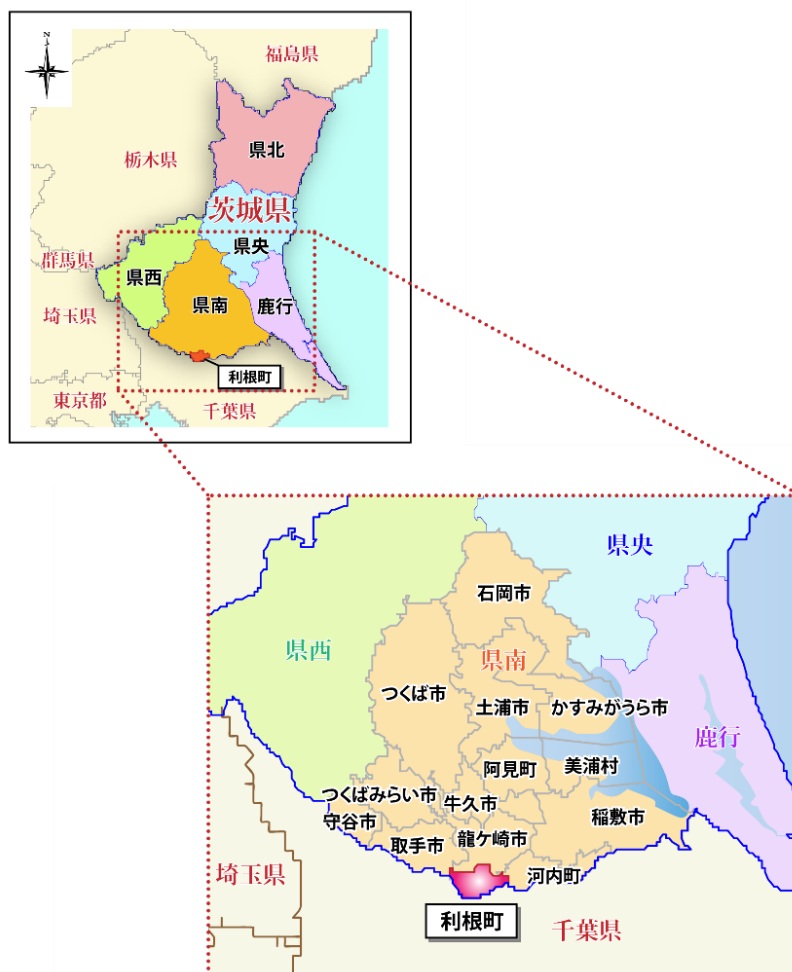 N
福島県
栃木県
県北
茨城県
県央
群馬県
県西
県南
鹿行
埼玉県
利根町
東京都
千葉県
県央
石岡市
県西
県南
つくば市
土浦市
かすみがうら市
鹿行
阿見町
美浦村
つくばみらい市
牛久市
稲敷市
守谷市
取手市
龍ケ崎市
埼玉県
河内町
利根町
千葉県